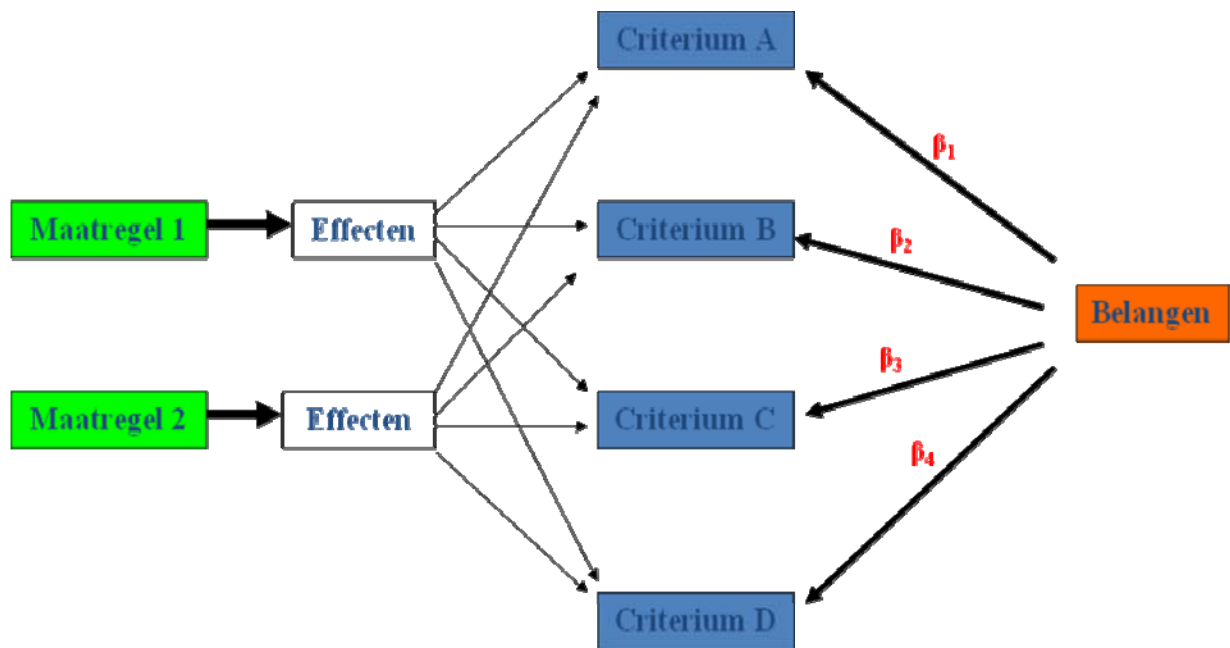 Criterium A
β₁
Maatregel 1
Effecten
Criterium B
β₂
Belangen
β₃
Maatregel 2
Effecten
Criterium C
β₄
Criterium D